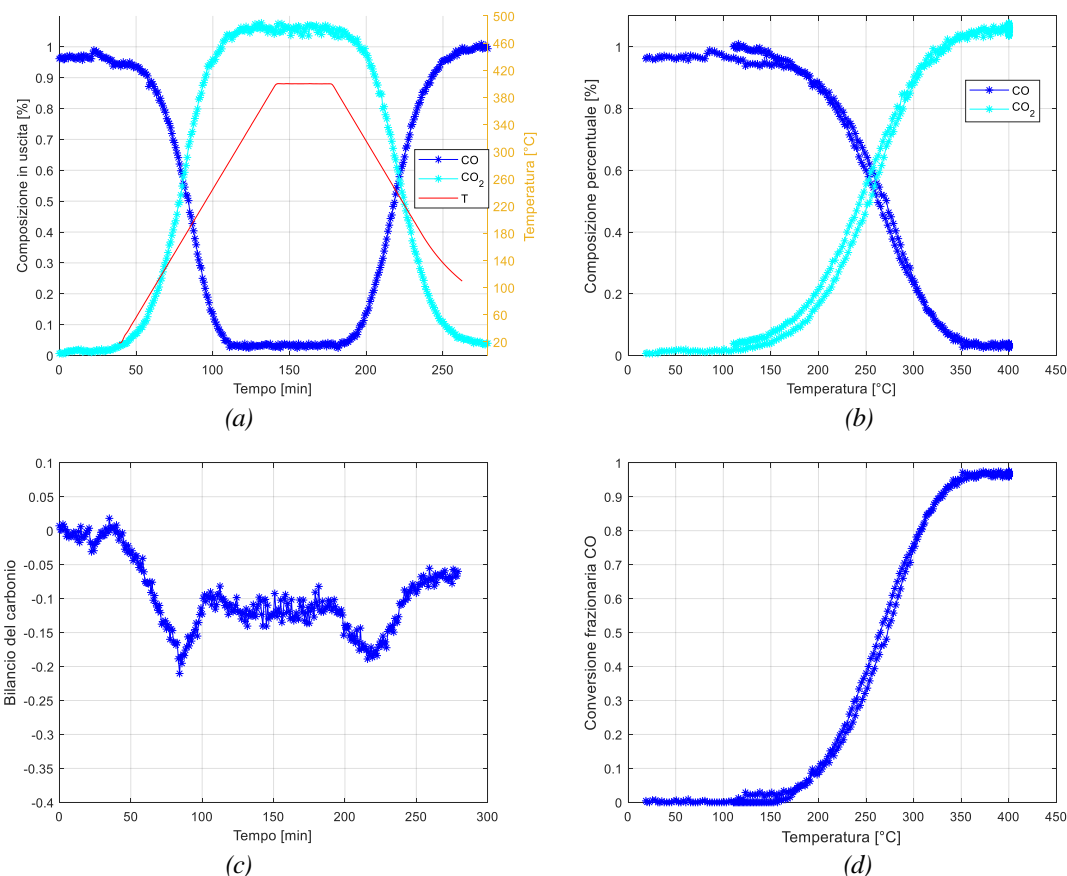 Composizione in uscita [%]
1
0.9
0.8
0.7
0.6
0.5
0.4
0.3
0.2
0.1
0
0 50 100 150 200 250
Tempo [min]
500
460
420
380
340
300
260
220
180
140
100
60
20
Temperatura [°C]
CO
CO2
T
(a)
Composizione percentuale [%]
1
0.8
0.6
0.4
0.2
0
0 50 100 150 200 250 300 350 400 450
Temperatura [°C]
CO
CO2
(b)
Bilancio del carbonio
0.1
0.05
0
-0.05
-0.1
-0.15
-0.2
-0.25
-0.3
-0.35
-0.4
0 50 100 150 200 250 300
Tempo [min]
(c)
Conversione frazionaria CO
1
0.9
0.8
0.7
0.6
0.5
0.4
0.3
0.2
0.1
0
0 50 100 150 200 250 300 350 400 450
Temperatura [°C]
(d)